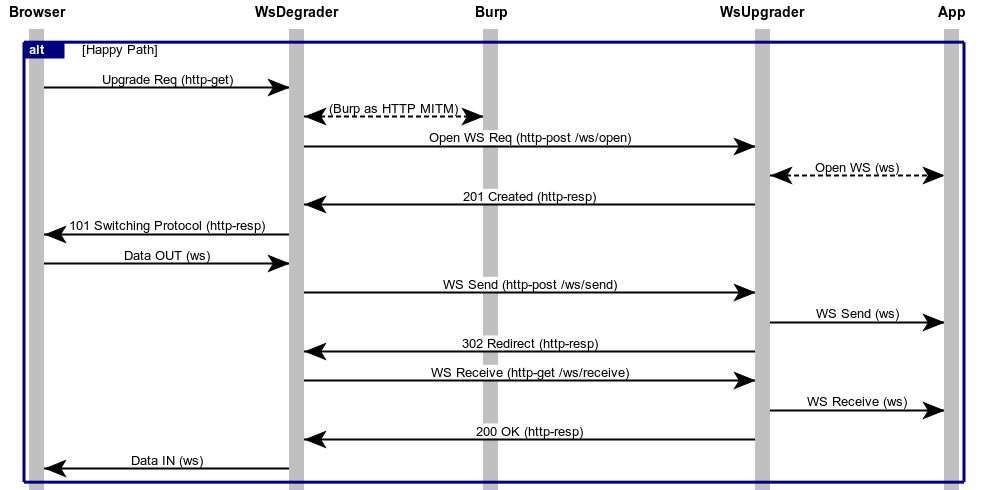 Browser WsDegrader Burp WsUpgrader App
alt [Happy Path]
Upgrade Req (http-get)
(Burp as HTTP MITM)
Open WS Req (http-post /ws/open)
Open WS (ws)
201 Created (http-resp)
101 Switching Protocol (http-resp)
Data OUT (ws)
WS Send (http-post /ws/send)
WS Send (ws)
302 Redirect (http-resp)
WS Receive (http-get /ws/receive)
WS Receive (ws)
200 OK (http-resp)
Data IN (ws)